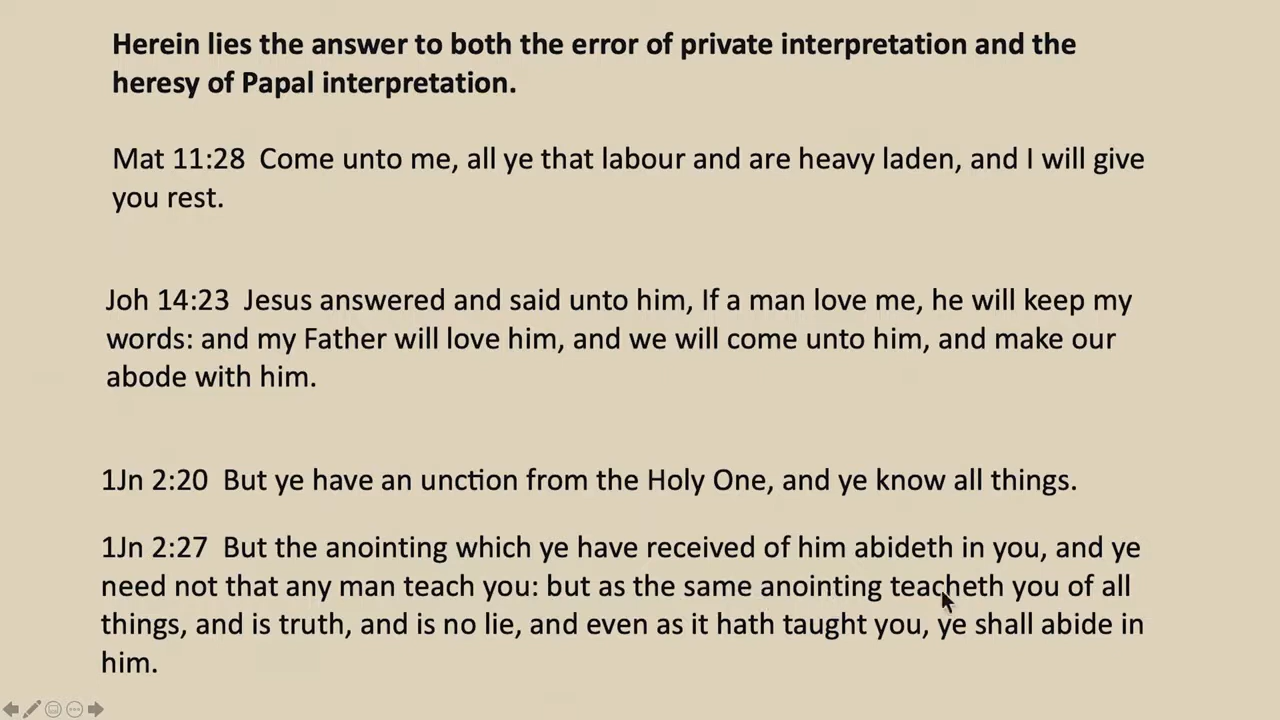 Herein lies the answer to both the error of private interpretation and the
heresy of Papal interpretation.
Mat 11:28 Come unto me, all ye that labour and are heavy laden, and I will give
you rest.
Joh 14:23 Jesus answered and said unto him, If a man love me, he will keep my
words: and my Father will love him, and we will come unto him, and make our
abode with him.
1Jn 2:20 But ye have an unction from the Holy One, and ye know all things.
1Jn 2:27 But the anointing which ye have received of him abideth in you, and ye
need not that any man teach you: but as the same anointing teacheth you of all
things, and is truth, and is no lie, and even as it hath taught you, ye shall abide in
him.